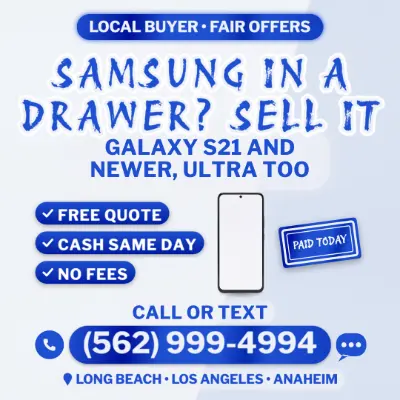 LOCAL BUYER • FAIR OFFERS
SAMSUNG IN A
DRAWER? SELL IT
GALAXY S21 AND
NEWER, ULTRA TOO
FREE QUOTE
CASH SAME DAY
NO FEES
PAID TODAY
CALL OR TEXT
(562) 999-4994
LONG BEACH • LOS ANGELES • ANAHEIM